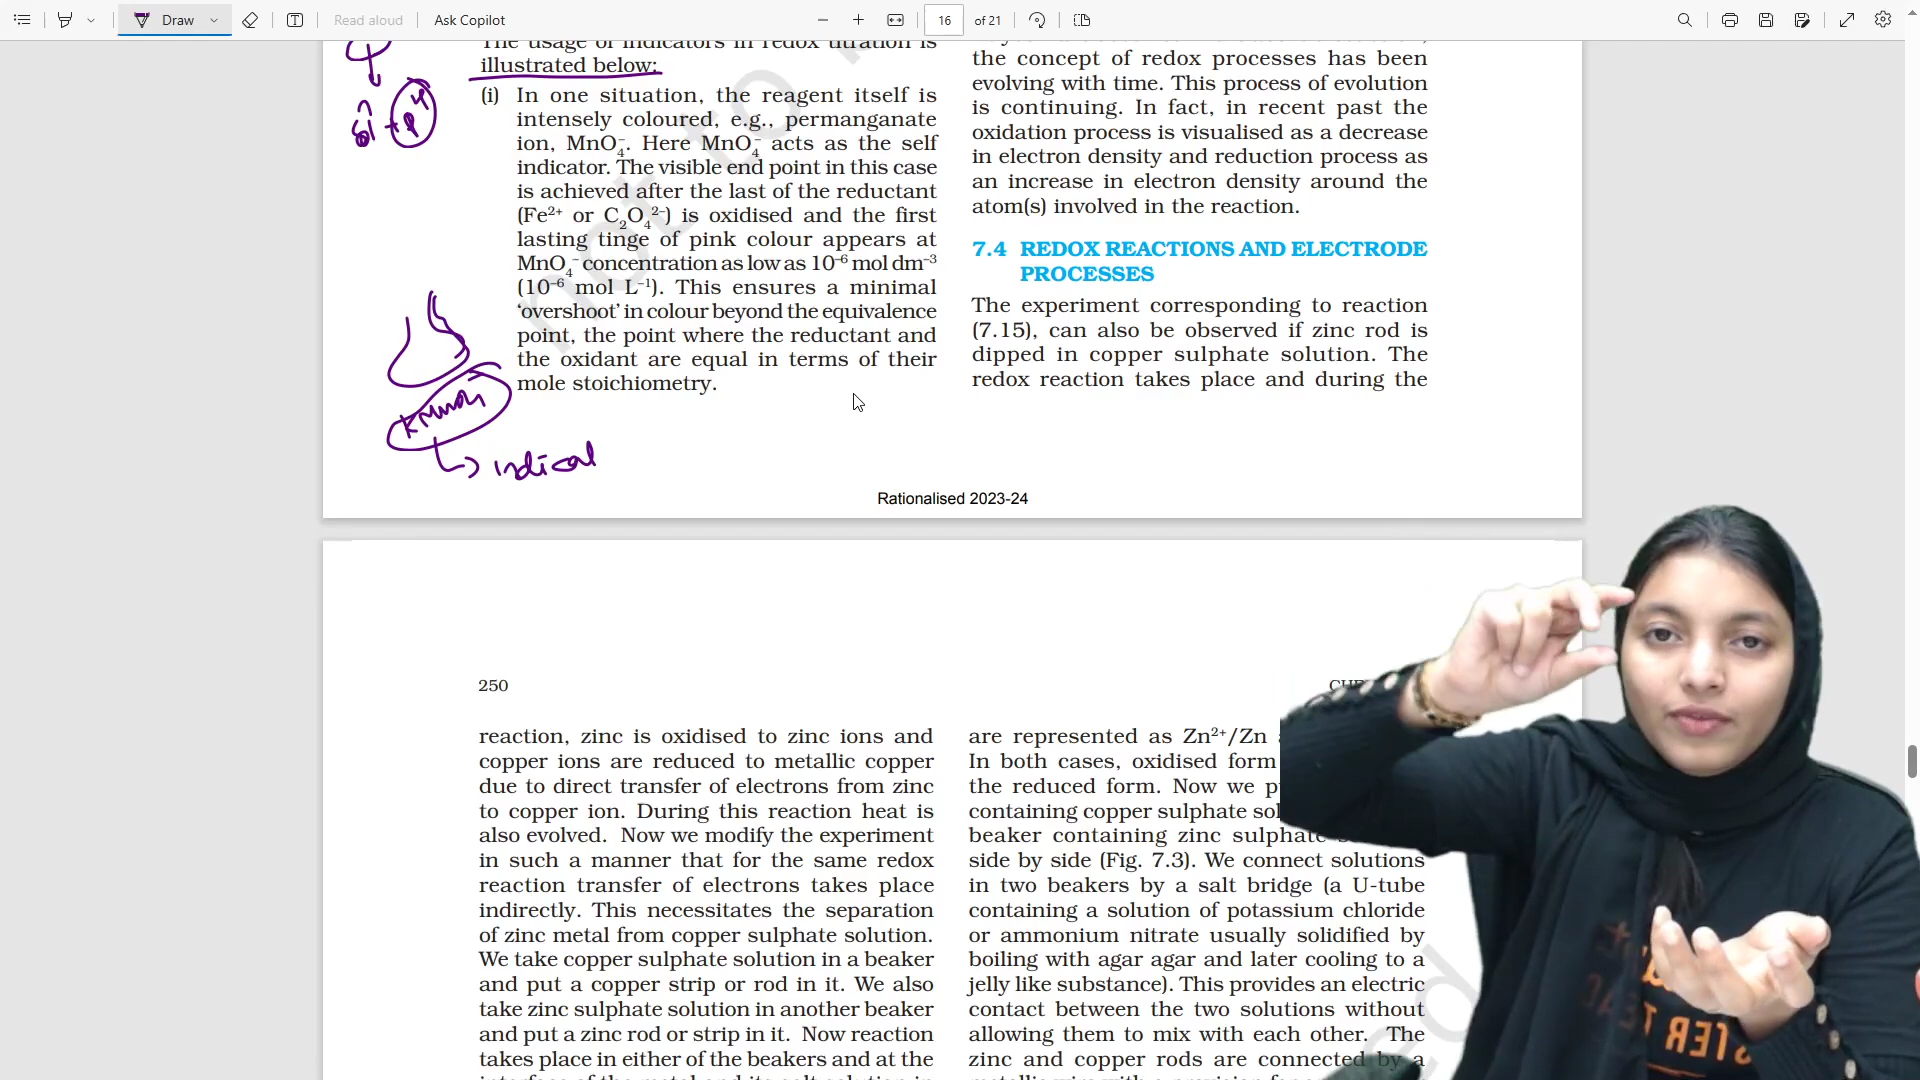 Draw
Read aloud
Ask Copilot
16
of 21
The usage of indicators in redox titration is
illustrated below:
(i) In one situation, the reagent itself is
intensely coloured, e.g., permanganate
ion, MnO₄⁻. Here MnO₄⁻ acts as the self
indicator. The visible end point in this case
is achieved after the last of the reductant
(Fe²⁺ or C₂O₄²⁻) is oxidised and the first
lasting tinge of pink colour appears at
MnO₄⁻ concentration as low as 10⁻⁶ mol dm⁻³
(10⁻⁶ mol L⁻¹). This ensures a minimal
‘overshoot’ in colour beyond the equivalence
point, the point where the reductant and
the oxidant are equal in terms of their
mole stoichiometry.
KMnO4
indicat
the concept of redox processes has been
evolving with time. This process of evolution
is continuing. In fact, in recent past the
oxidation process is visualised as a decrease
in electron density and reduction process as
an increase in electron density around the
atom(s) involved in the reaction.
7.4 REDOX REACTIONS AND ELECTRODE
PROCESSES
The experiment corresponding to reaction
(7.15), can also be observed if zinc rod is
dipped in copper sulphate solution. The
redox reaction takes place and during the
not to
Rationalised 2023-24
250
reaction, zinc is oxidised to zinc ions and
copper ions are reduced to metallic copper
due to direct transfer of electrons from zinc
to copper ion. During this reaction heat is
also evolved. Now we modify the experiment
in such a manner that for the same redox
reaction transfer of electrons takes place
indirectly. This necessitates the separation
of zinc metal from copper sulphate solution.
We take copper sulphate solution in a beaker
and put a copper strip or rod in it. We also
take zinc sulphate solution in another beaker
and put a zinc rod or strip in it. Now reaction
takes place in either of the beakers and at the
are represented as Zn²⁺/Zn
In both cases, oxidised form
the reduced form. Now we
containing copper sulphate
beaker containing zinc sulphate
side by side (Fig. 7.3). We connect solutions
in two beakers by a salt bridge (a U-tube
containing a solution of potassium chloride
or ammonium nitrate usually solidified by
boiling with agar agar and later cooling to a
jelly like substance). This provides an electric
contact between the two solutions without
allowing them to mix with each other. The
zinc and copper rods are connected by a